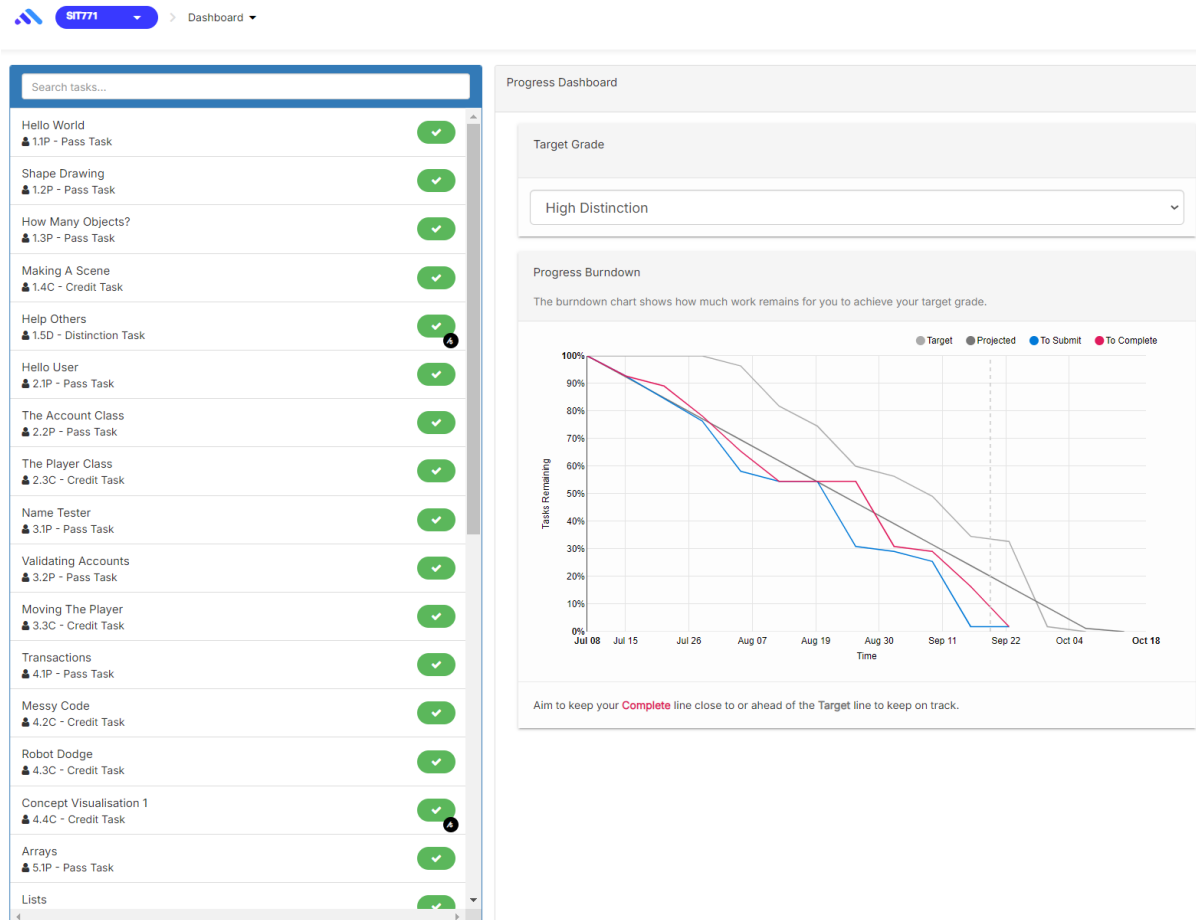 SIT771
Dashboard
Search tasks...
Hello World
1.1P - Pass Task
Shape Drawing
1.2P - Pass Task
How Many Objects?
1.3P - Pass Task
Making A Scene
1.4C - Credit Task
Help Others
1.5D - Distinction Task
Hello User
2.1P - Pass Task
The Account Class
2.2P - Pass Task
The Player Class
2.3C - Credit Task
Name Tester
3.1P - Pass Task
Validating Accounts
3.2P - Pass Task
Moving The Player
3.3C - Credit Task
Transactions
4.1P - Pass Task
Messy Code
4.2C - Credit Task
Robot Dodge
4.3C - Credit Task
Concept Visualisation 1
4.4C - Credit Task
Arrays
5.1P - Pass Task
Lists
Progress Dashboard
Target Grade
High Distinction
Progress Burndown
The burndown chart shows how much work remains for you to achieve your target grade.
Target Projected To Submit To Complete
100%
90%
80%
70%
60%
50%
40%
30%
20%
10%
0%
Tasks Remaining
Jul 08 Jul 15 Jul 26 Aug 07 Aug 19 Aug 30 Sep 11 Sep 22 Oct 04 Oct 18
Time
Aim to keep your Complete line close to or ahead of the Target line to keep on track.